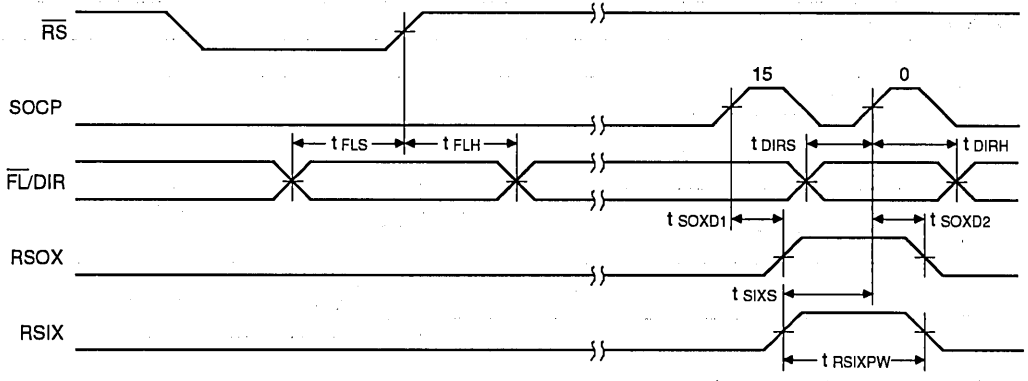 RS
15 0
SOCP
t FLS t FLH t DIRS t DIRH
FL/DIR
t SOXD1 t SOXD2
RSOX
t SIXS
RSIX
t RSIXPW